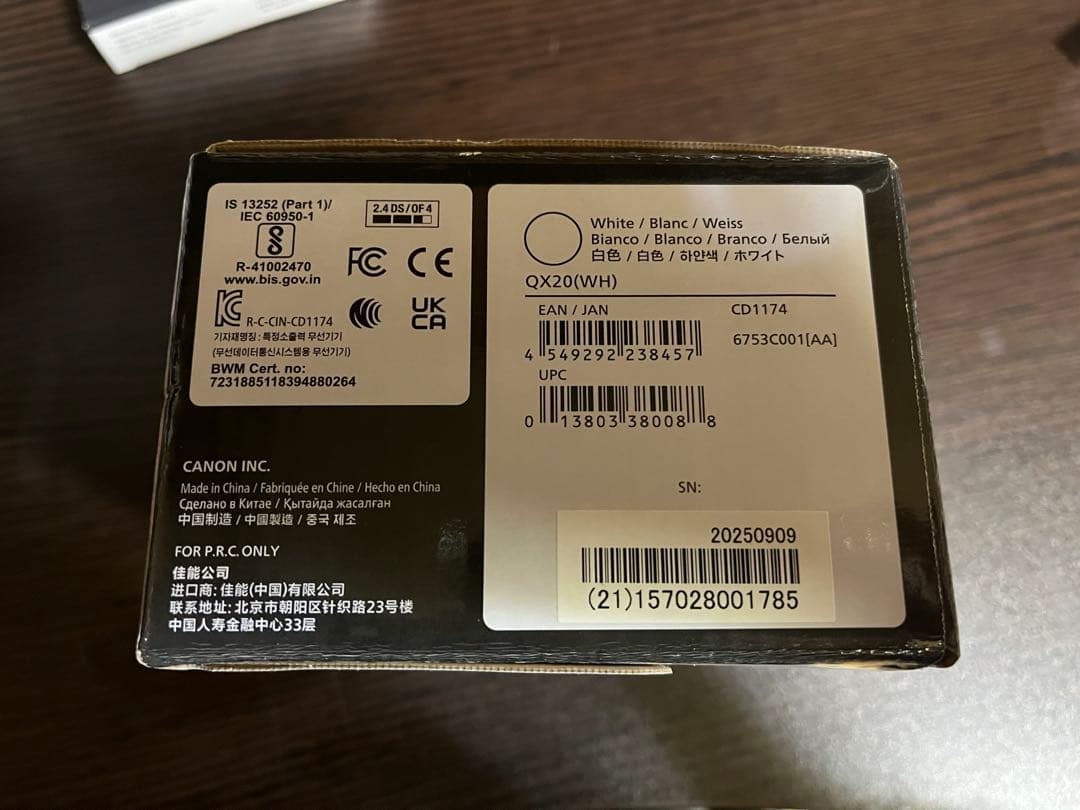 IS 13252 (Part 1)/
IEC 60950-1
R-41002470
www.bis.gov.in
2.4DS/OF4
FC CE
R-C-CIN-CD1174
UK
CA
기자재명칭 : 특정소출력 무선기기
(무선데이터통신시스템용 무선기기)
BWM Cert. no:
7231885118394880264
CANON INC.
Made in China / Fabriquée en Chine / Hecho en China
Сделано в Китае / Қытайда жасалған
中国制造 / 中國製造 / 중국 제조
FOR P.R.C. ONLY
佳能公司
进口商: 佳能(中国)有限公司
联系地址: 北京市朝阳区针织路23号楼
中国人寿金融中心33层
White / Blanc / Weiss
Bianco / Blanco / Branco / Белый
白色 / 白色 / 하얀색 / ホワイト
QX20(WH)
EAN / JAN
CD1174
4 549292 238457
6753C001[AA]
UPC
0 13803 38008 8
SN:
20250909
(21)157028001785